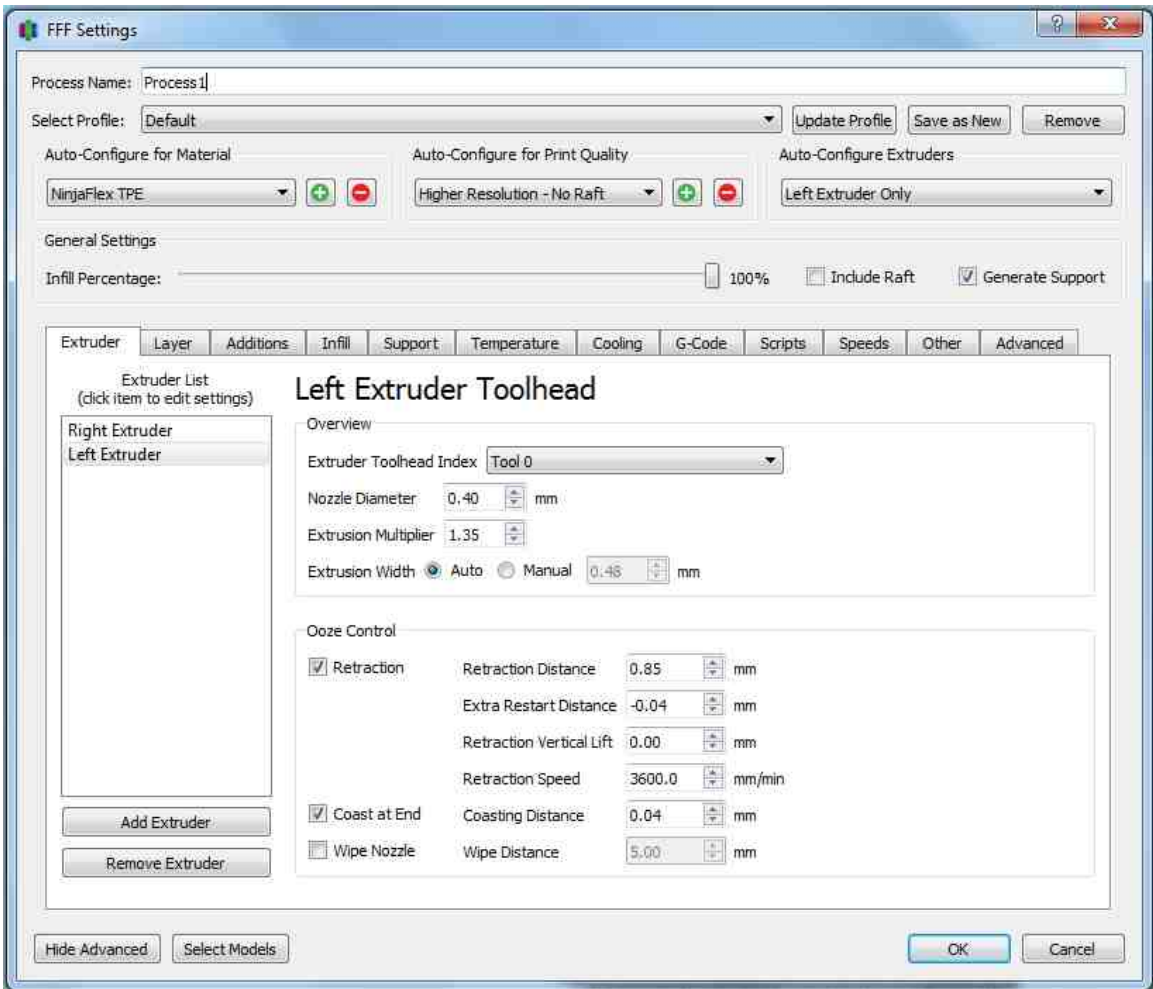 FFF Settings
Process Name: Process1
Select Profile: Default Update Profile Save as New Remove
Auto-Configure for Material Auto-Configure for Print Quality Auto-Configure Extruders
NinjaFlex TPE Higher Resolution - No Raft Left Extruder Only
General Settings
Infill Percentage: 100% Include Raft Generate Support
Extruder Layer Additions Infill Support Temperature Cooling G-Code Scripts Speeds Other Advanced
Extruder List
(click item to edit settings)
Right Extruder
Left Extruder
Add Extruder
Remove Extruder
Left Extruder Toolhead
Overview
Extruder Toolhead Index Tool 0
Nozzle Diameter 0.40 mm
Extrusion Multiplier 1.35
Extrusion Width Auto Manual 0.48 mm
Ooze Control
Retraction Retraction Distance 0.85 mm
Extra Restart Distance -0.04 mm
Retraction Vertical Lift 0.00 mm
Retraction Speed 3600.0 mm/min
Coast at End Coasting Distance 0.04 mm
Wipe Nozzle Wipe Distance 5.00 mm
Hide Advanced Select Models OK Cancel